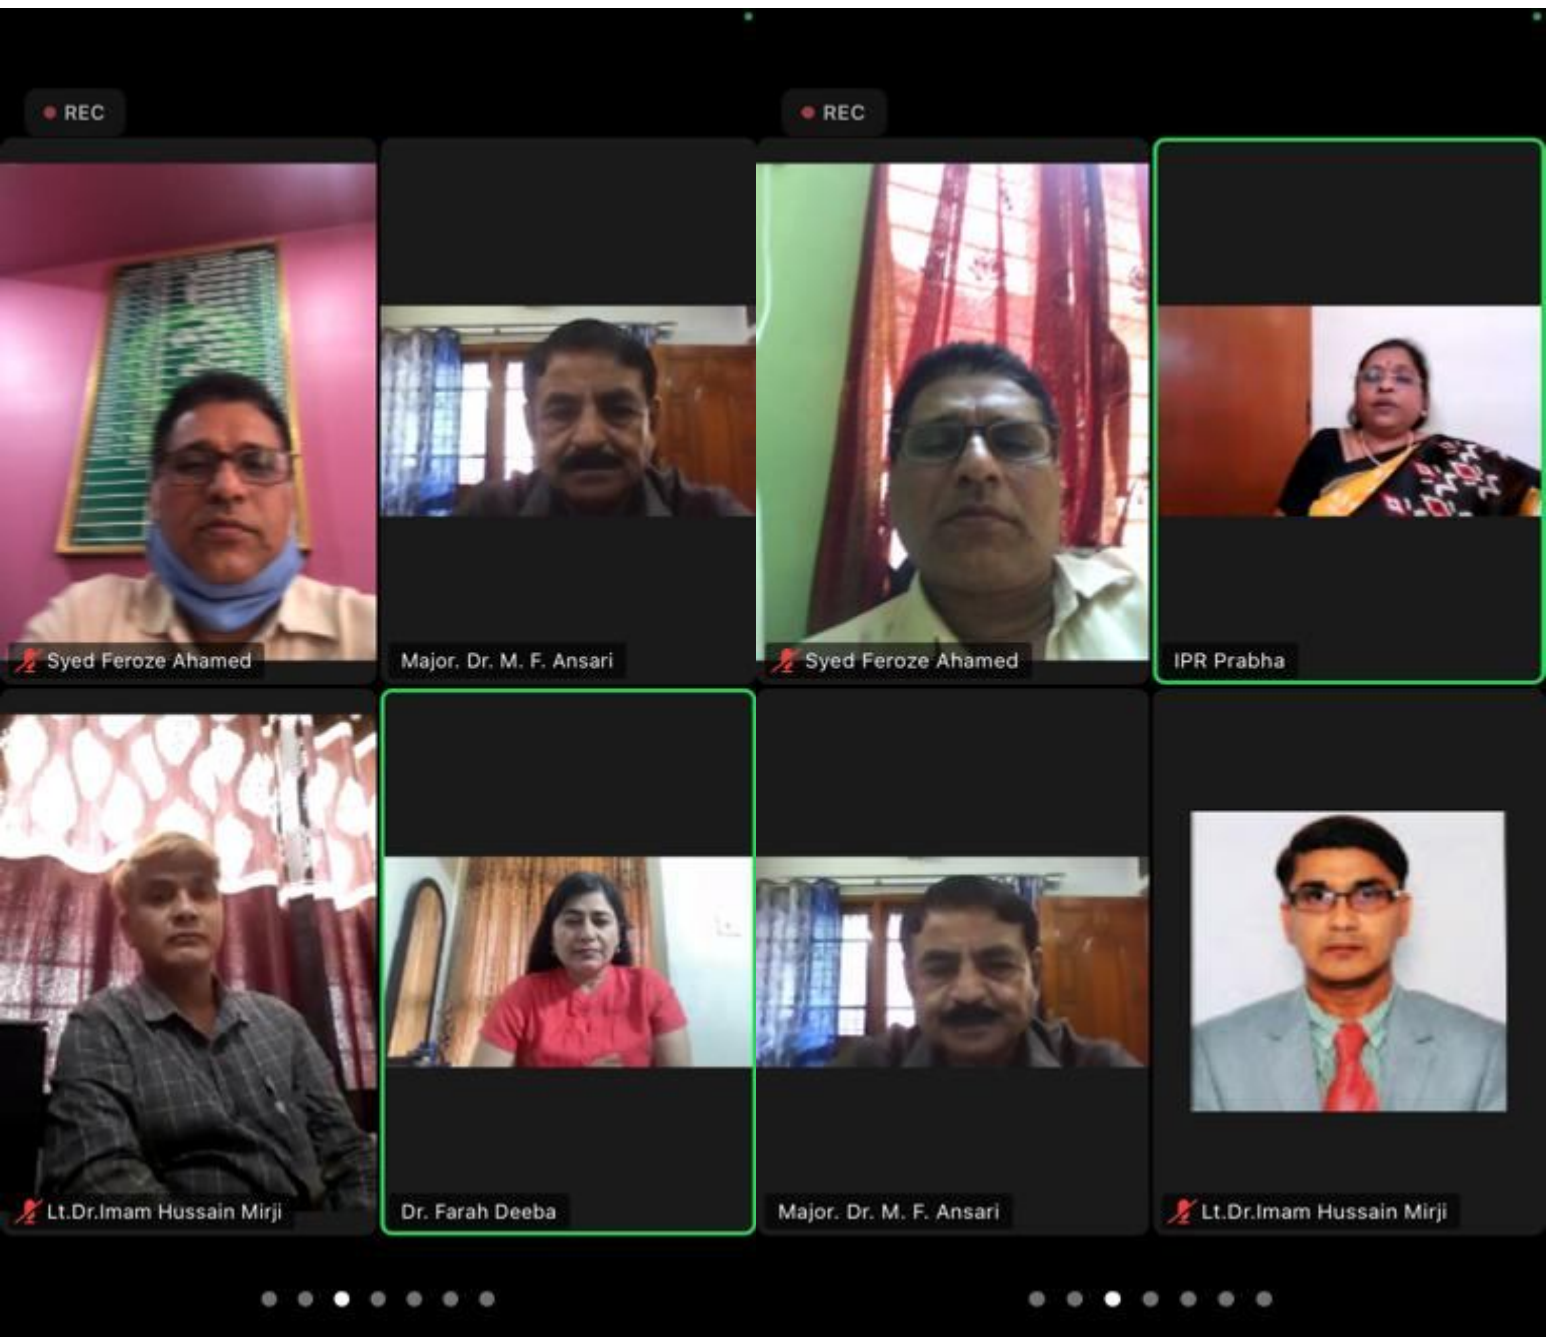 REC
Syed Feroze Ahamed
Major. Dr. M. F. Ansari
Lt.Dr.Imam Hussain Mirji
Dr. Farah Deeba
REC
Syed Feroze Ahamed
IPR Prabha
Major. Dr. M. F. Ansari
Lt.Dr.Imam Hussain Mirji